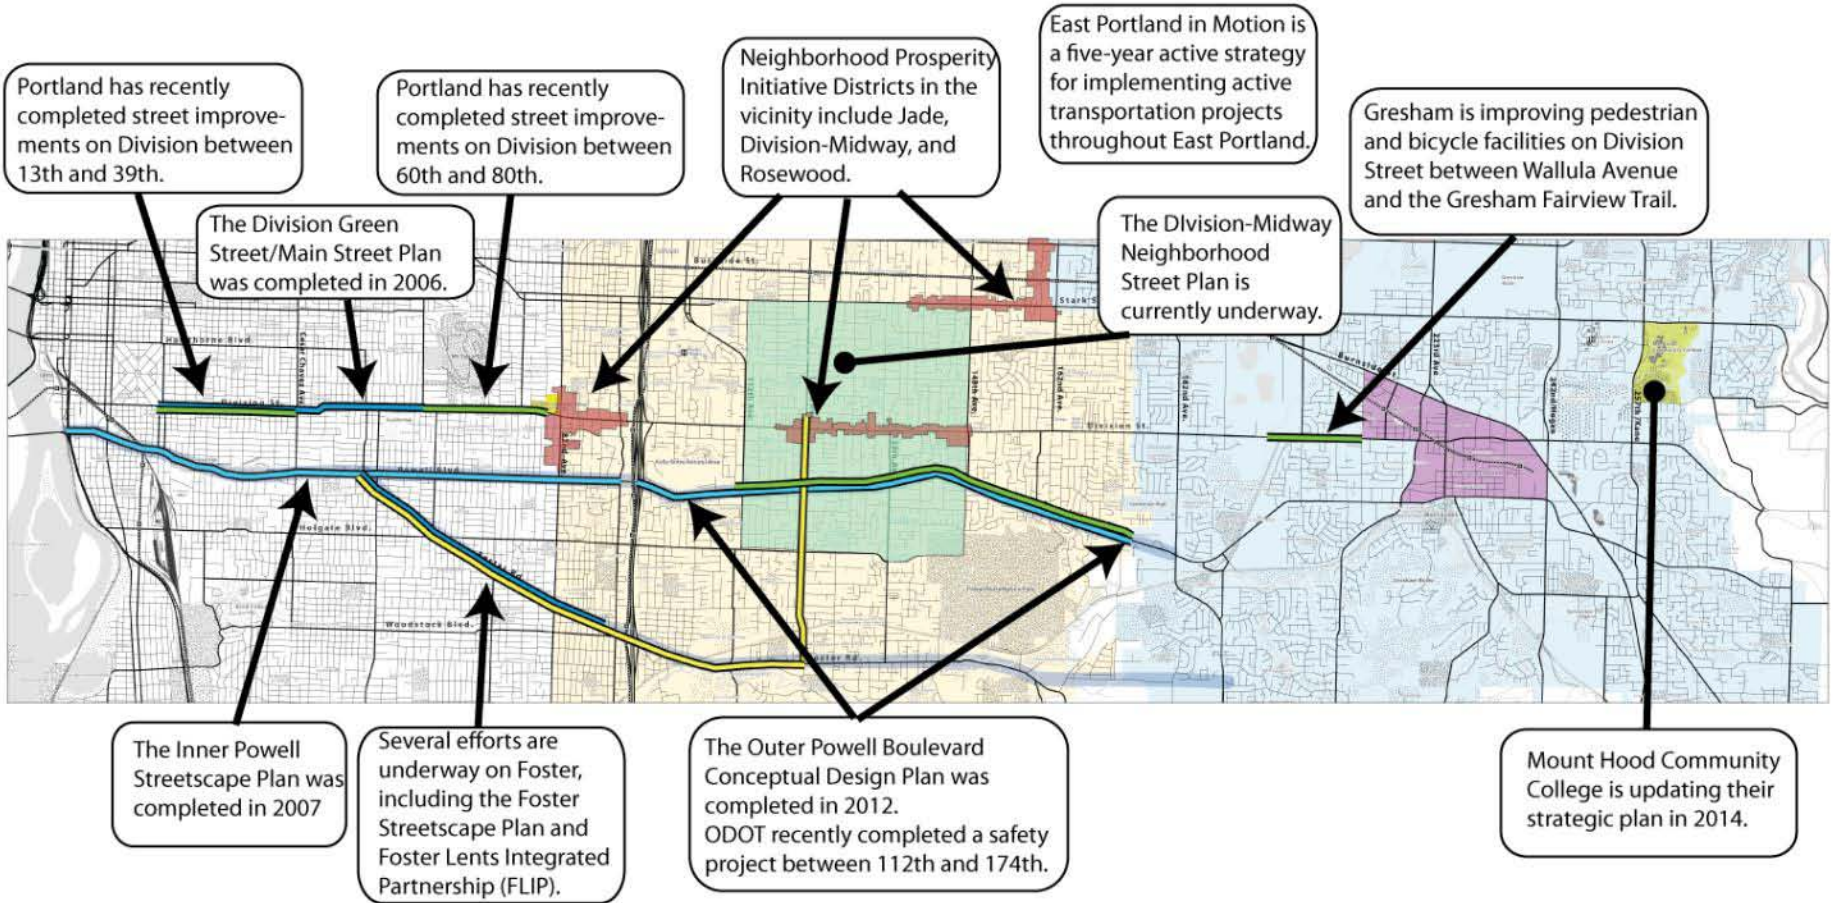 Portland has recently
completed street improve-
ments on Division between
13th and 39th.
The Division Green
Street/Main Street Plan
was completed in 2006.
Portland has recently
completed street improve-
ments on Division between
60th and 80th.
Neighborhood Prosperity
Initiative Districts in the
vicinity include Jade,
Division-Midway, and
Rosewood.
East Portland in Motion is
a five-year active strategy
for implementing active
transportation projects
throughout East Portland.
The DIvision-Midway
Neighborhood
Street Plan is
currently underway.
Gresham is improving pedestrian
and bicycle facilities on Division
Street between Wallula Avenue
and the Gresham Fairview Trail.
Hawthorne Blvd
Division St.
Holgate Blvd.
Woodstock Blvd.
Stark S
148th Ave.
162nd Ave.
182nd Ave.
Division St.
The Inner Powell
Streetscape Plan was
completed in 2007
Several efforts are
underway on Foster,
including the Foster
Streetscape Plan and
Foster Lents Integrated
Partnership (FLIP).
The Outer Powell Boulevard
Conceptual Design Plan was
completed in 2012.
ODOT recently completed a safety
project between 112th and 174th.
Mount Hood Community
College is updating their
strategic plan in 2014.